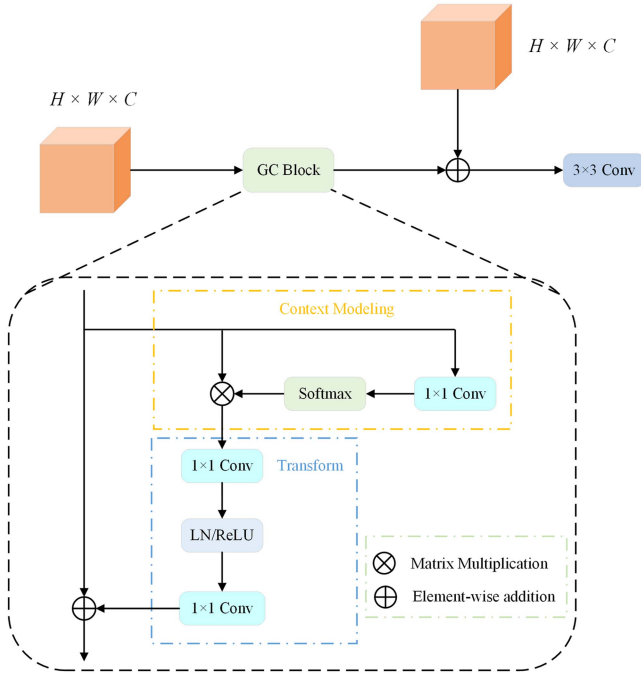 H × W × C
H × W × C
GC Block
3×3 Conv
Context Modeling
Softmax
1×1 Conv
1×1 Conv
Transform
LN/ReLU
1×1 Conv
Matrix Multiplication
Element-wise addition